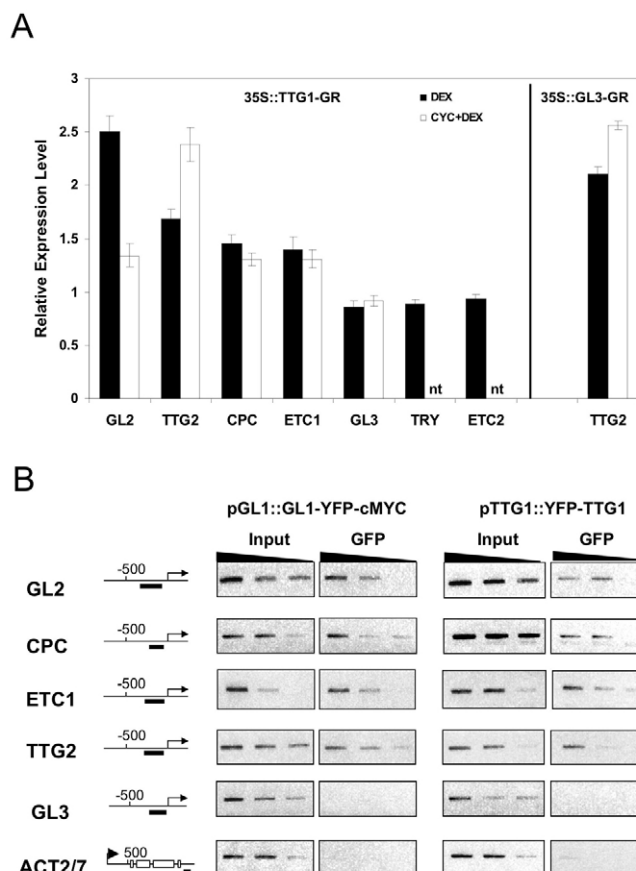 A
Relative Expression Level
3
2.5
2
1.5
1
0.5
0
35S::TTG1-GR
DEX
CYC+DEX
35S::GL3-GR
nt
nt
GL2 TTG2 CPC ETC1 GL3 TRY ETC2 TTG2
B
pGL1::GL1-YFP-cMYC pTTG1::YFP-TTG1
Input GFP Input GFP
GL2 -500
CPC -500
ETC1 -500
TTG2 -500
GL3 -500
ACT2/7 500